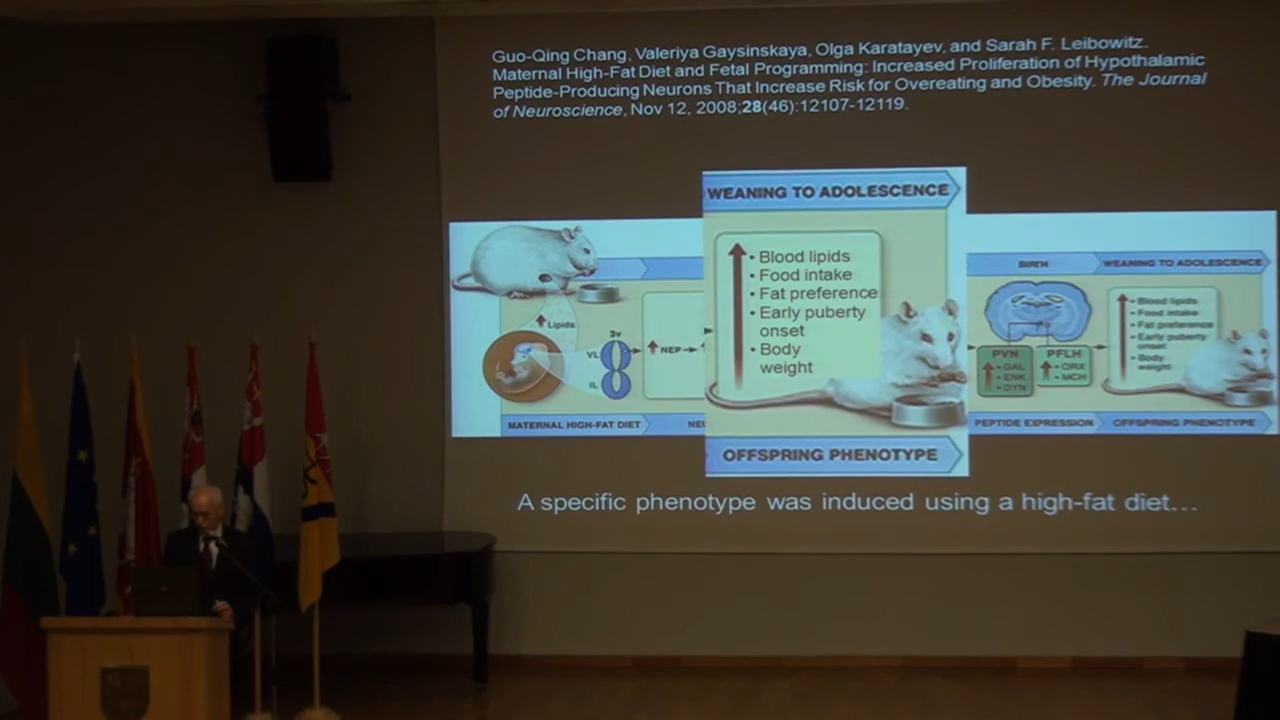 Guo-Qing Chang, Valeriya Gaysinskaya, Olga Karatayev, and Sarah F. Leibowitz.
Maternal High-Fat Diet and Fetal Programming: Increased Proliferation of Hypothalamic
Peptide-Producing Neurons That Increase Risk for Overeating and Obesity. The Journal
of Neuroscience, Nov 12, 2008;28(46):12107-12119.
WEANING TO ADOLESCENCE
• Blood lipids
• Food intake
• Fat preference
• Early puberty
onset
• Body
weight
OFFSPRING PHENOTYPE
Lipids
3v
VL
IL
NEP
MATERNAL HIGH-FAT DIET
NEU
BIRTH
WEANING TO ADOLESCENCE
PVN
• GAL
• ENK
• DYN
PFLH
• ORX
• MCH
• Blood lipids
• Food intake
• Fat preference
• Early puberty
onset
• Body
weight
PEPTIDE EXPRESSION
OFFSPRING PHENOTYPE
A specific phenotype was induced using a high-fat diet...